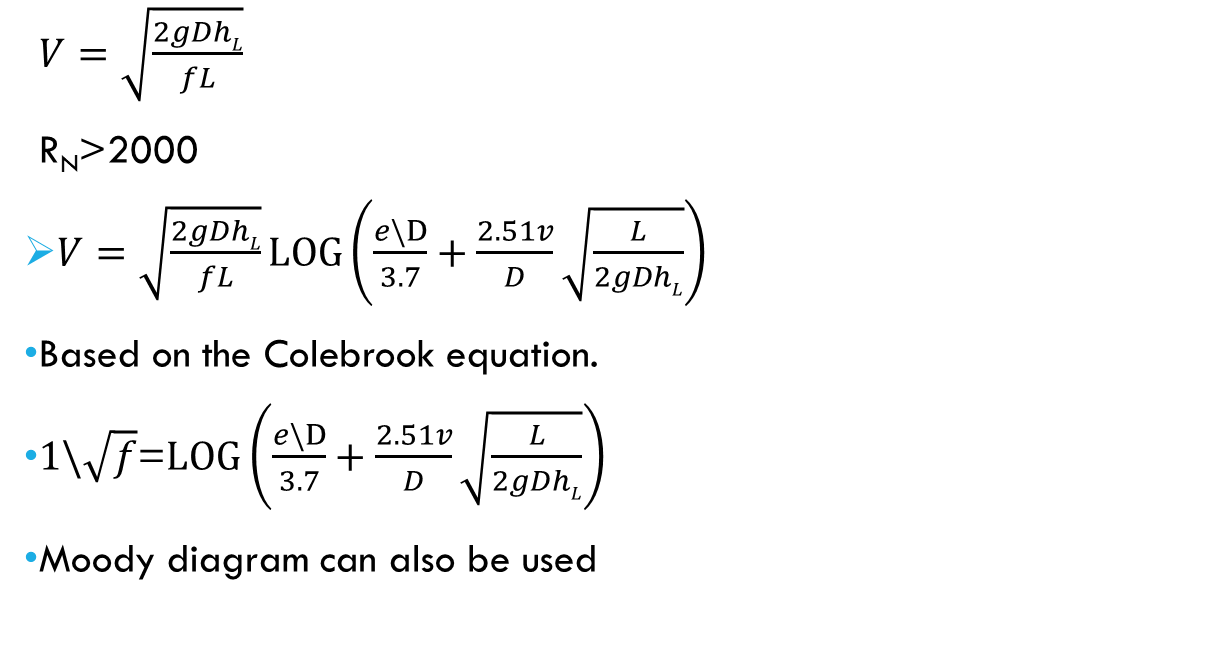 V = √(2gDh_L / fL)
R_N>2000
➢V = √(2gDh_L / fL) LOG (e\D / 3.7 + 2.51v / D √(L / 2gDh_L))
•Based on the Colebrook equation.
•1\√f=LOG (e\D / 3.7 + 2.51v / D √(L / 2gDh_L))
•Moody diagram can also be used